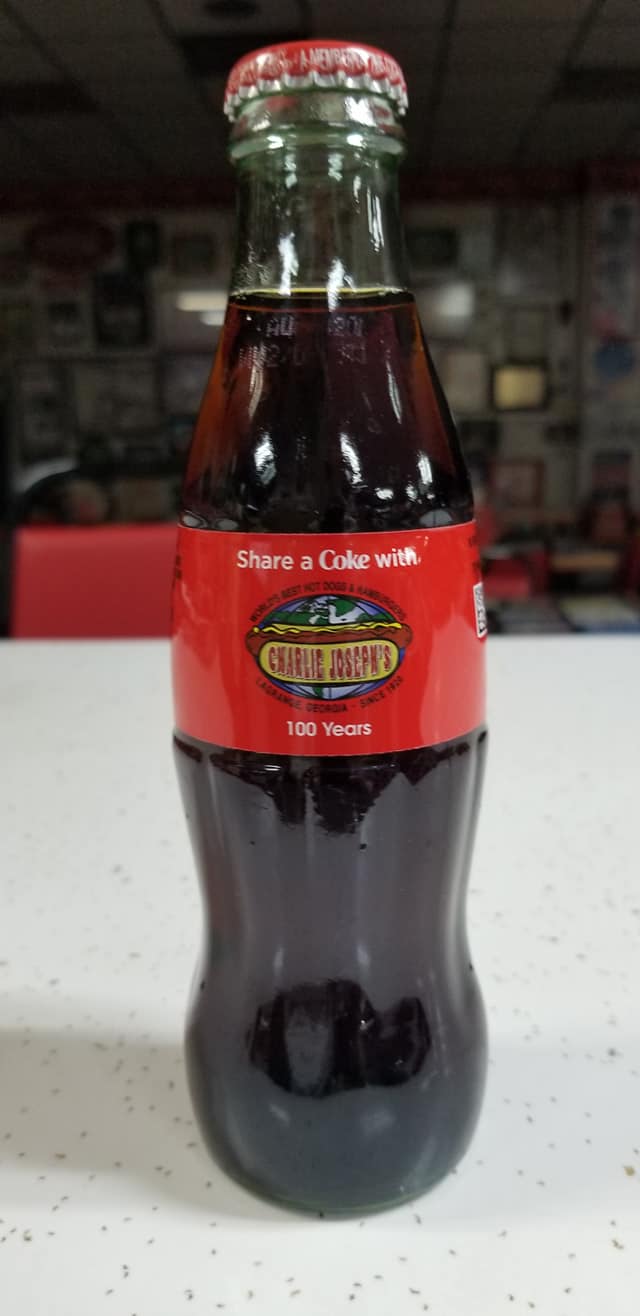 Share a Coke with
WORLD'S BEST HOT DOGS & HAMBURGERS
CHARLIE JOSEPH'S
LAGRANGE, GEORGIA - SINCE 1920
100 Years